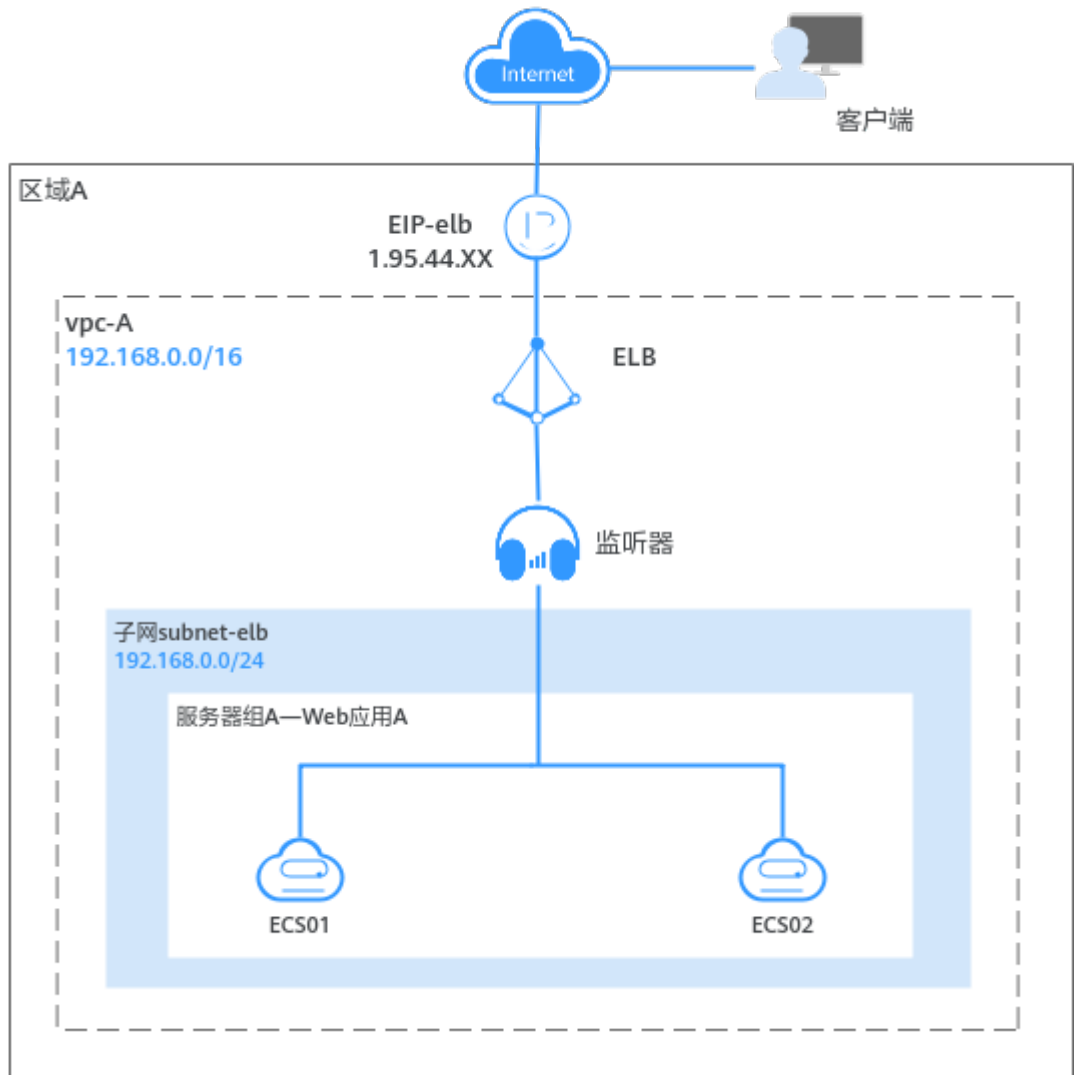 Internet
客户端
区域A
EIP-elb
1.95.44.XX
vpc-A
192.168.0.0/16
ELB
监听器
子网subnet-elb
192.168.0.0/24
服务器组A—Web应用A
ECS01
ECS02